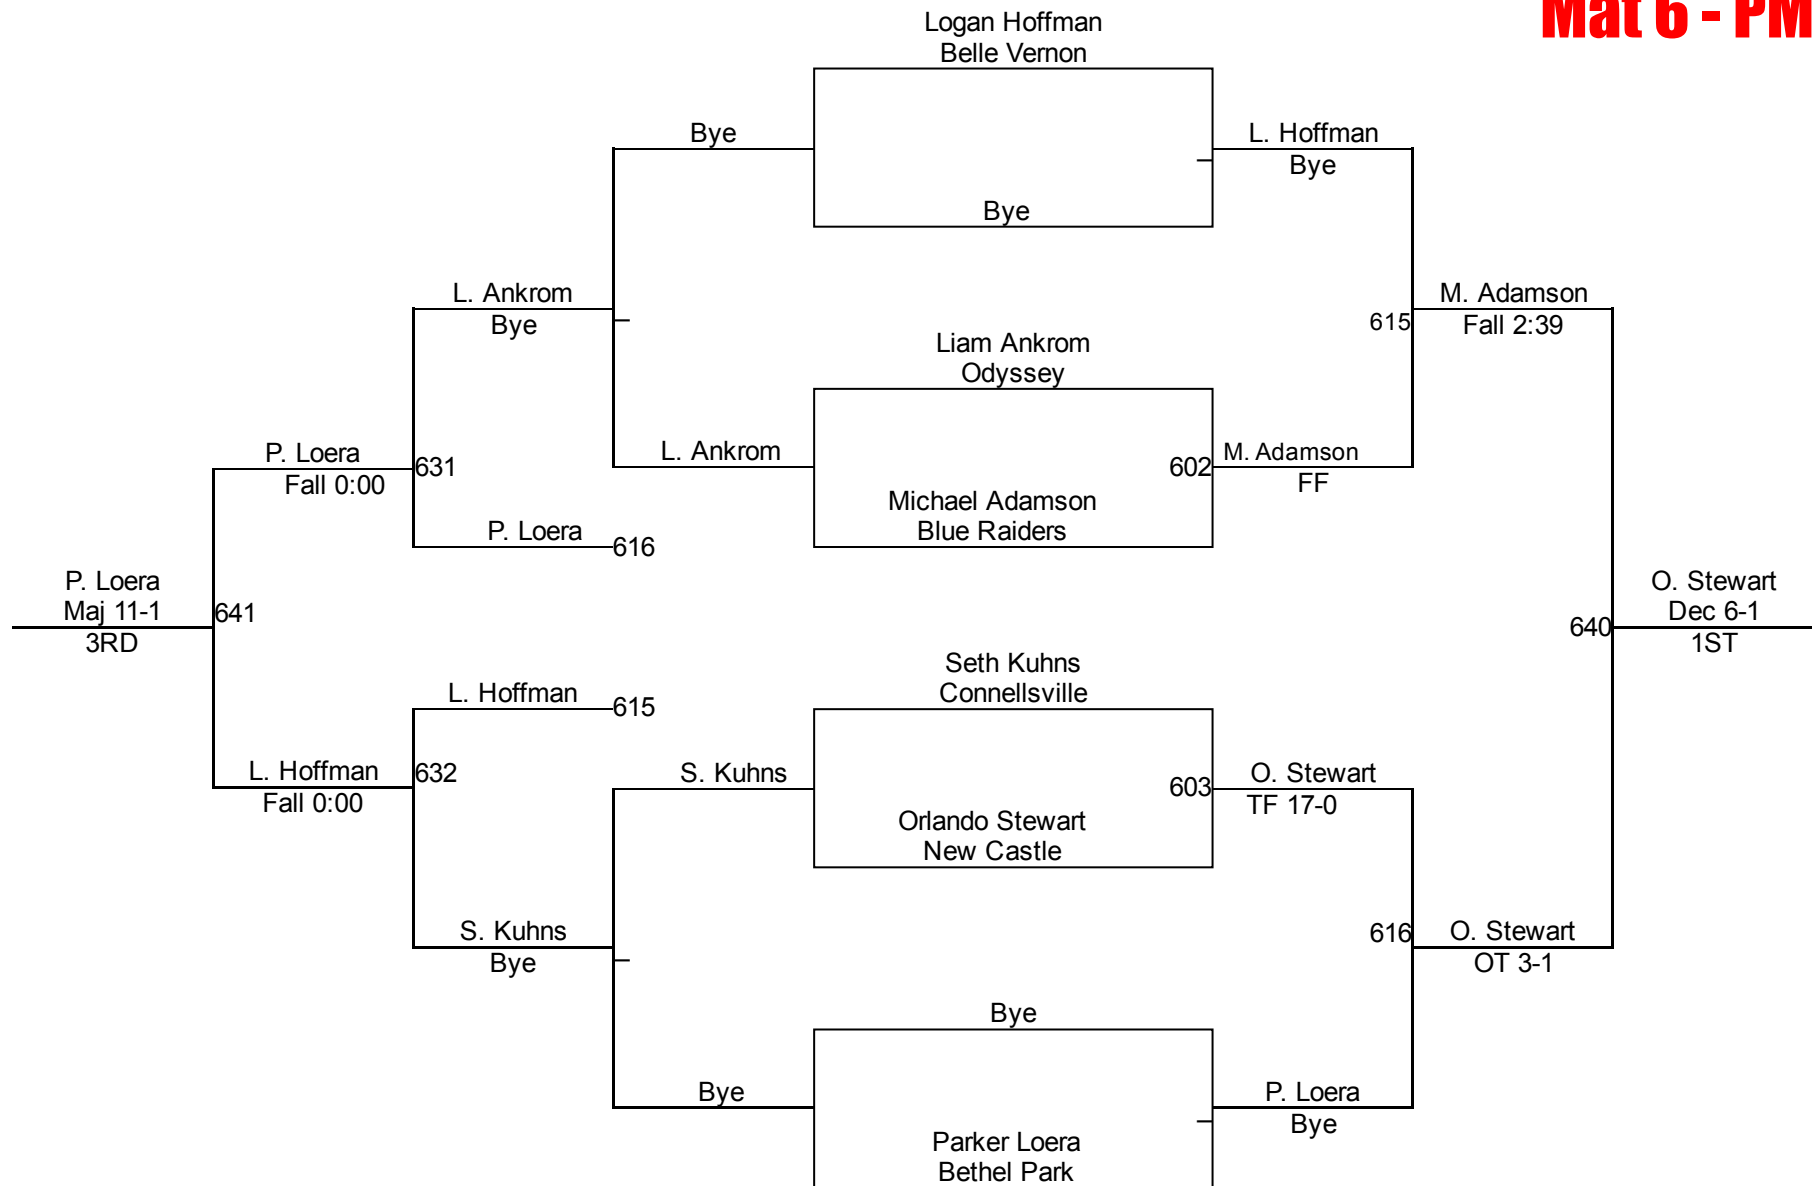 Mat 6 - PM
Logan Hoffman
Belle Vernon
Bye
L. Hoffman
Bye
Bye
L. Ankrom
Bye
M. Adamson
615
Fall 2:39
Liam Ankrom
Odyssey
P. Loera
631
Fall 0:00
L. Ankrom
602
M. Adamson
FF
Michael Adamson
Blue Raiders
P. Loera
616
P. Loera
Maj 11-1
641
3RD
O. Stewart
Dec 6-1
640
1ST
Seth Kuhns
Connellsville
L. Hoffman
615
L. Hoffman
632
Fall 0:00
S. Kuhns
603
O. Stewart
TF 17-0
Orlando Stewart
New Castle
S. Kuhns
Bye
616
O. Stewart
OT 3-1
Bye
Bye
P. Loera
Bye
Parker Loera
Bethel Park